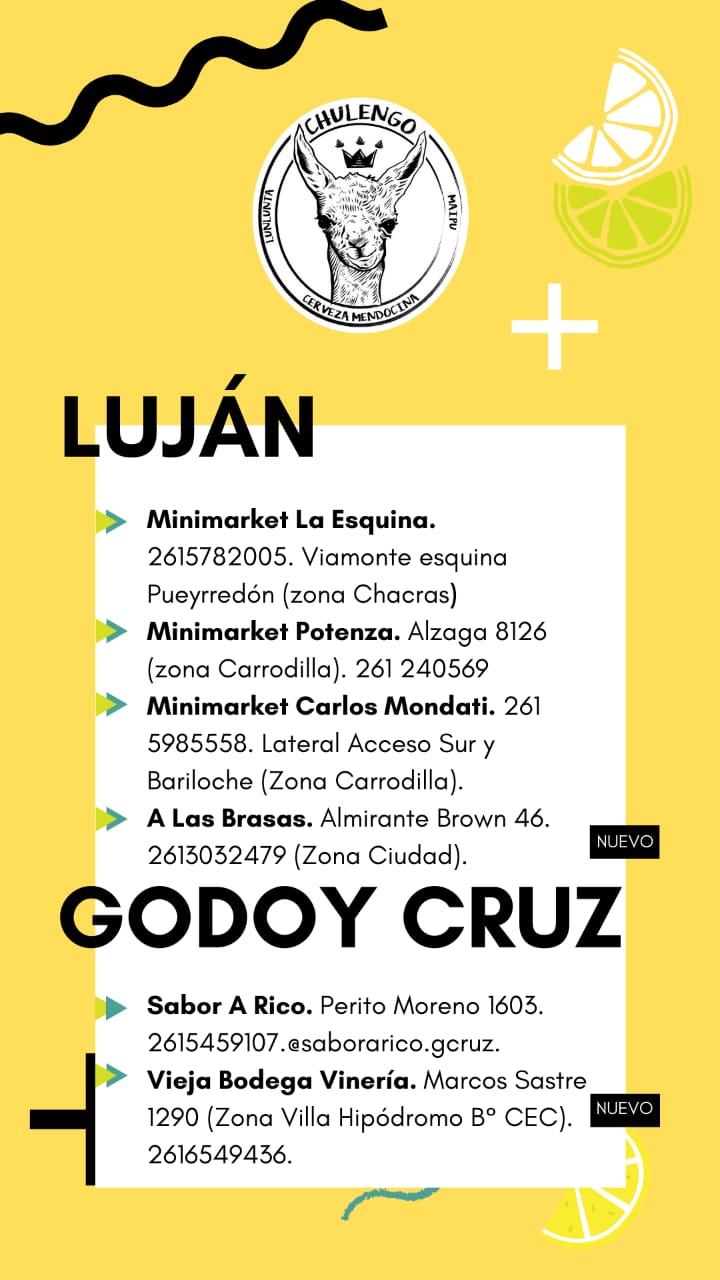 CHULENGO
LUNLUNTA
MAIPU
CERVEZA MENDOCINA
LUJÁN
Minimarket La Esquina.
2615782005. Viamonte esquina
Pueyrredón (zona Chacras)
Minimarket Potenza. Alzaga 8126
(zona Carrodilla). 261 240569
Minimarket Carlos Mondati. 261
5985558. Lateral Acceso Sur y
Bariloche (Zona Carrodilla).
A Las Brasas. Almirante Brown 46.
2613032479 (Zona Ciudad).
NUEVO
GODOY CRUZ
Sabor A Rico. Perito Moreno 1603.
2615459107.@saborarico.gcruz.
Vieja Bodega Vinería. Marcos Sastre
1290 (Zona Villa Hipódromo B° CEC).
NUEVO
2616549436.